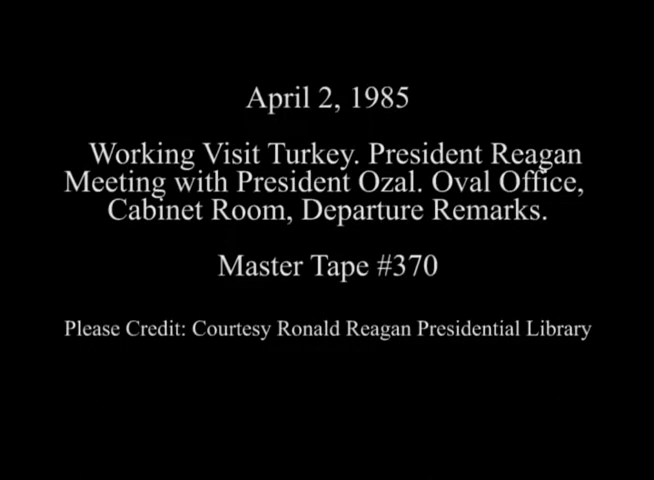 April 2, 1985
Working Visit Turkey. President Reagan
Meeting with President Ozal. Oval Office,
Cabinet Room, Departure Remarks.
Master Tape #370
Please Credit: Courtesy Ronald Reagan Presidential Library